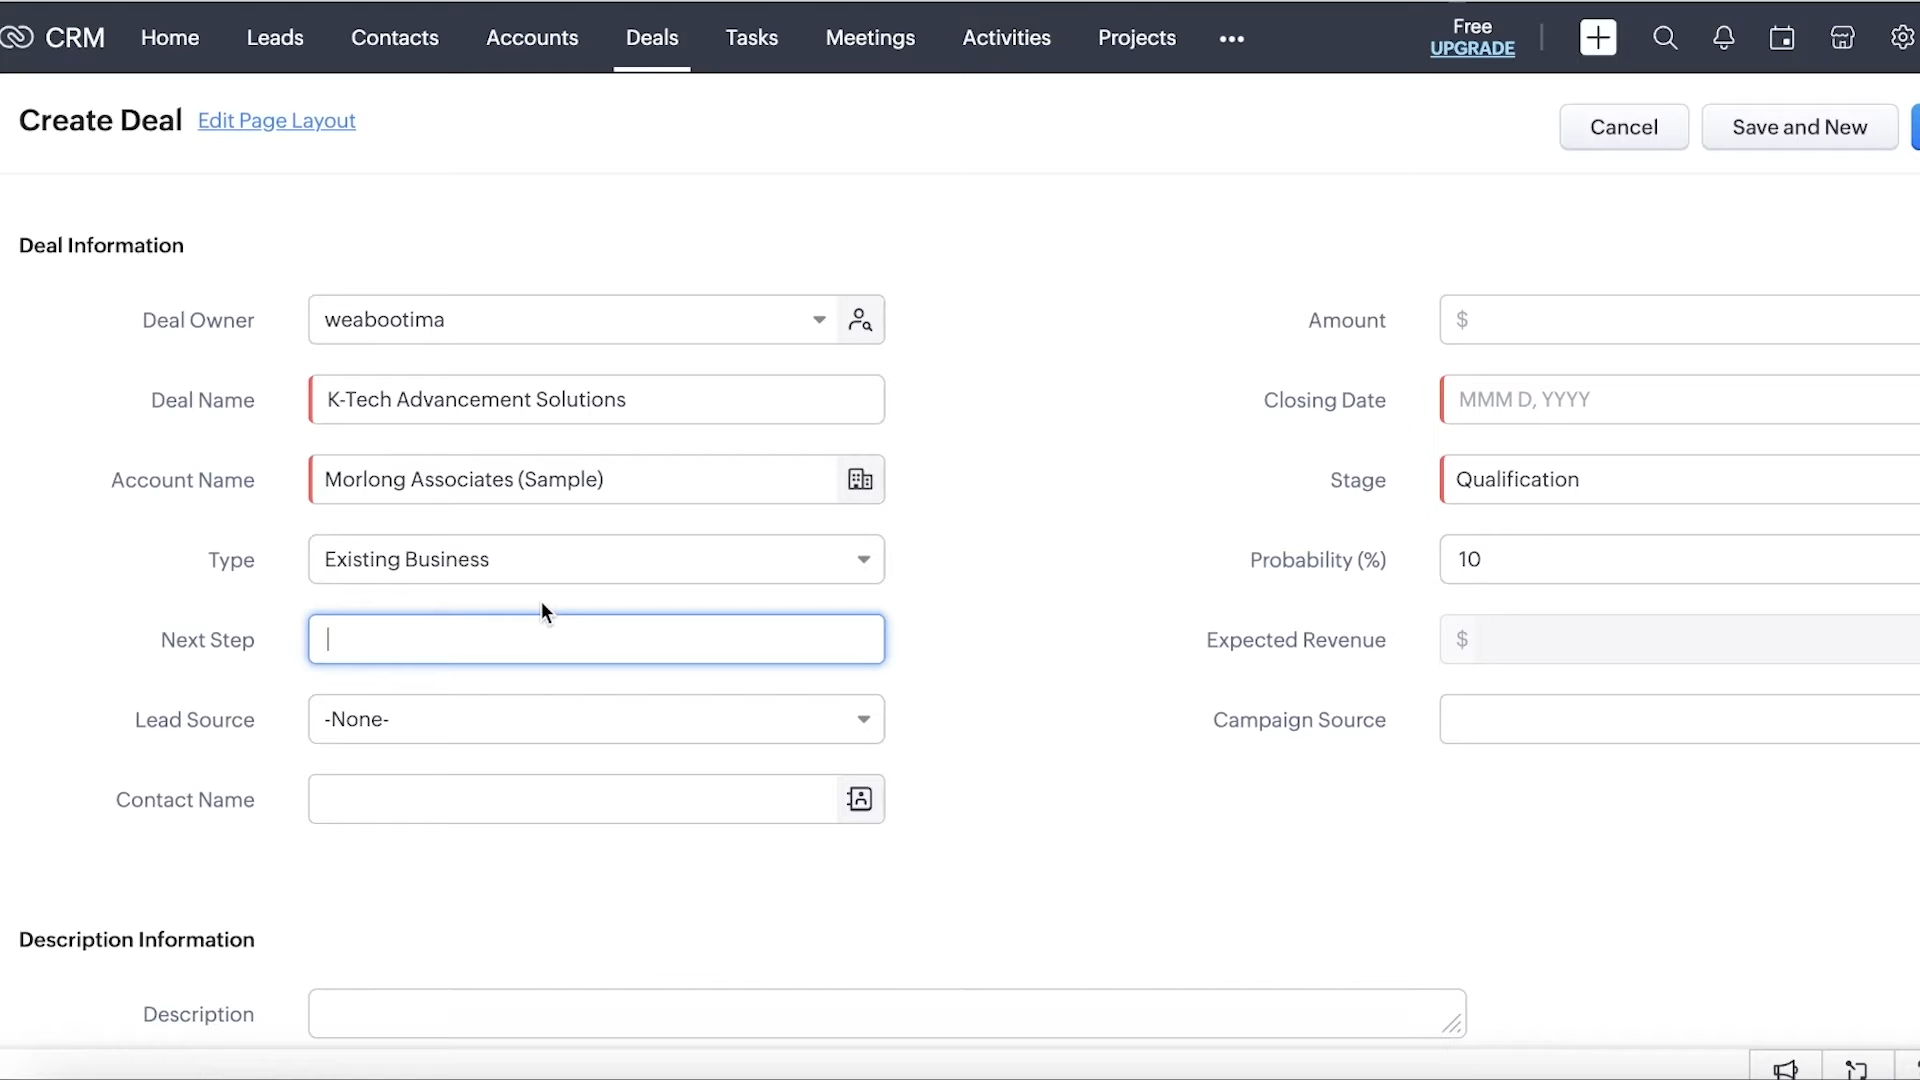 CRM Home Leads Contacts Accounts Deals Tasks Meetings Activities Projects ••• Free
UPGRADE
Create Deal Edit Page Layout Cancel Save and New
Deal Information
Deal Owner weabootima Amount $
Deal Name K-Tech Advancement Solutions Closing Date MMM D, YYYY
Account Name Morlong Associates (Sample) Stage Qualification
Type Existing Business Probability (%) 10
Next Step Expected Revenue $
Lead Source -None- Campaign Source
Contact Name
Description Information
Description